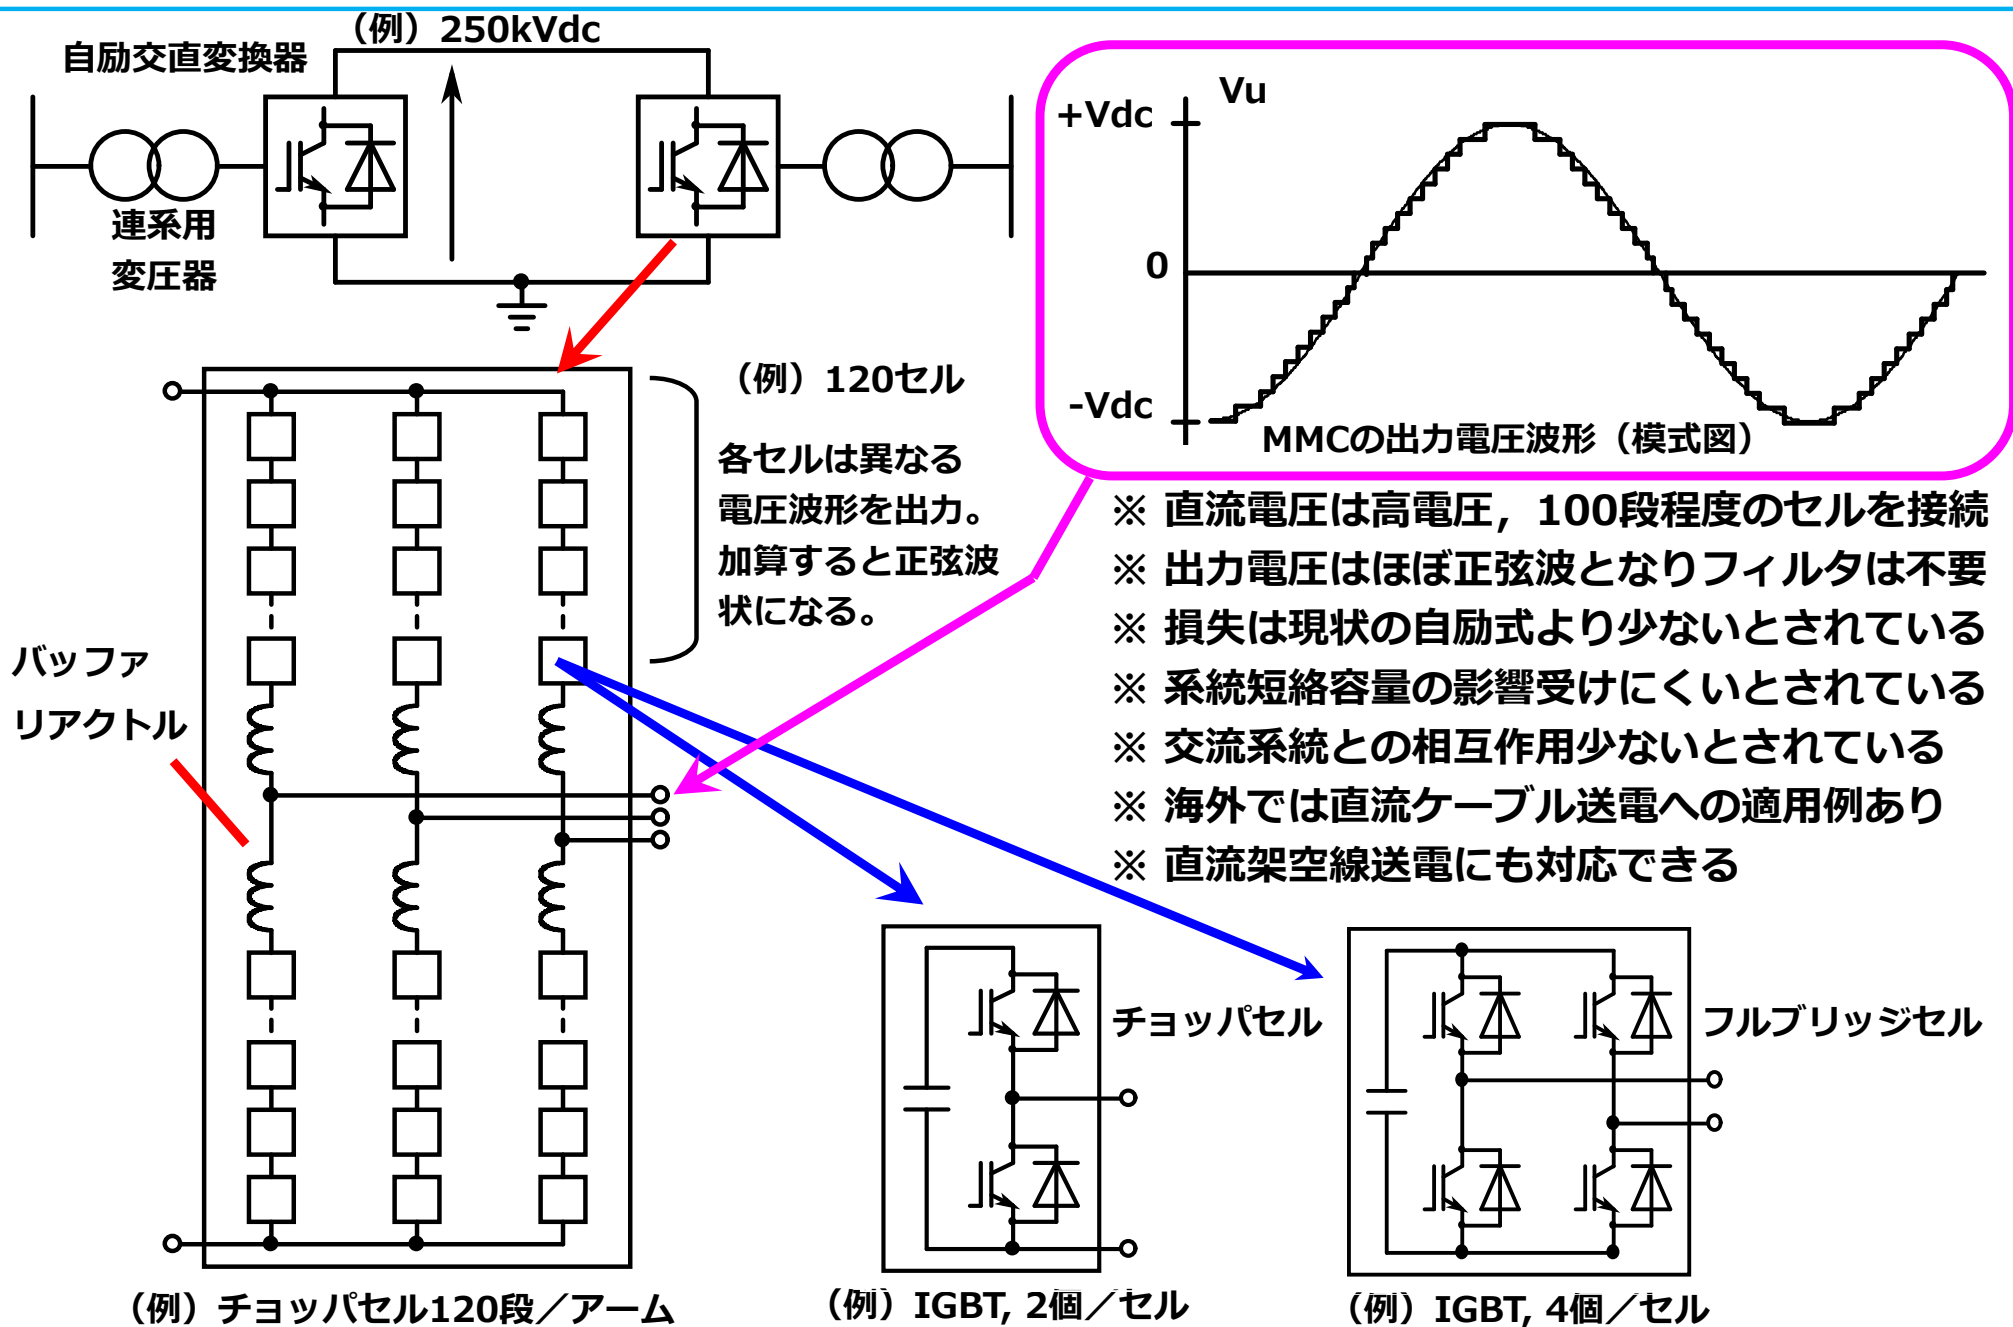 (例)250kVdc
自励交直変換器
連系用
変圧器
Vu
+Vdc
0
-Vdc
MMCの出力電圧波形(模式図)
(例)120セル
各セルは異なる
電圧波形を出力。
加算すると正弦波
状になる。
バッファ
リアクトル
※ 直流電圧は高電圧,100段程度のセルを接続
※ 出力電圧はほぼ正弦波となりフィルタは不要
※ 損失は現状の自励式より少ないとされている
※ 系統短絡容量の影響受けにくいとされている
※ 交流系統との相互作用少ないとされている
※ 海外では直流ケーブル送電への適用例あり
※ 直流架空線送電にも対応できる
チョッパセル
フルブリッジセル
(例)チョッパセル120段/アーム
(例)IGBT, 2個/セル
(例)IGBT, 4個/セル